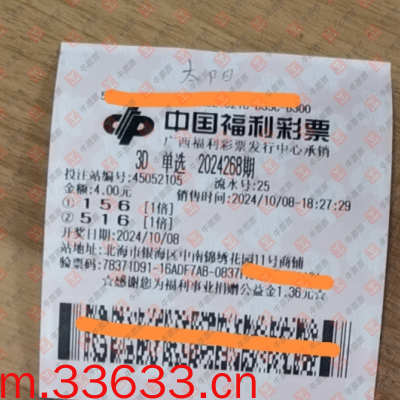 太阳
中国福利彩票
广西福利彩票发行中心承销
3D 单选 2024268期
投注站编号:45052105 流水号:25
金额:4.00元 销售时间:2024/10/08-18:27:29
① 1 5 6 [1倍]
② 5 1 6 [1倍]
开奖日期:2024/10/08
站地址:北海市银海区中南锦绣花园11号商铺
验票码:7837TD91-16ADF7AB-0837
☆感谢您为福利事业捐赠公益金1.36元☆
m.33633.cn